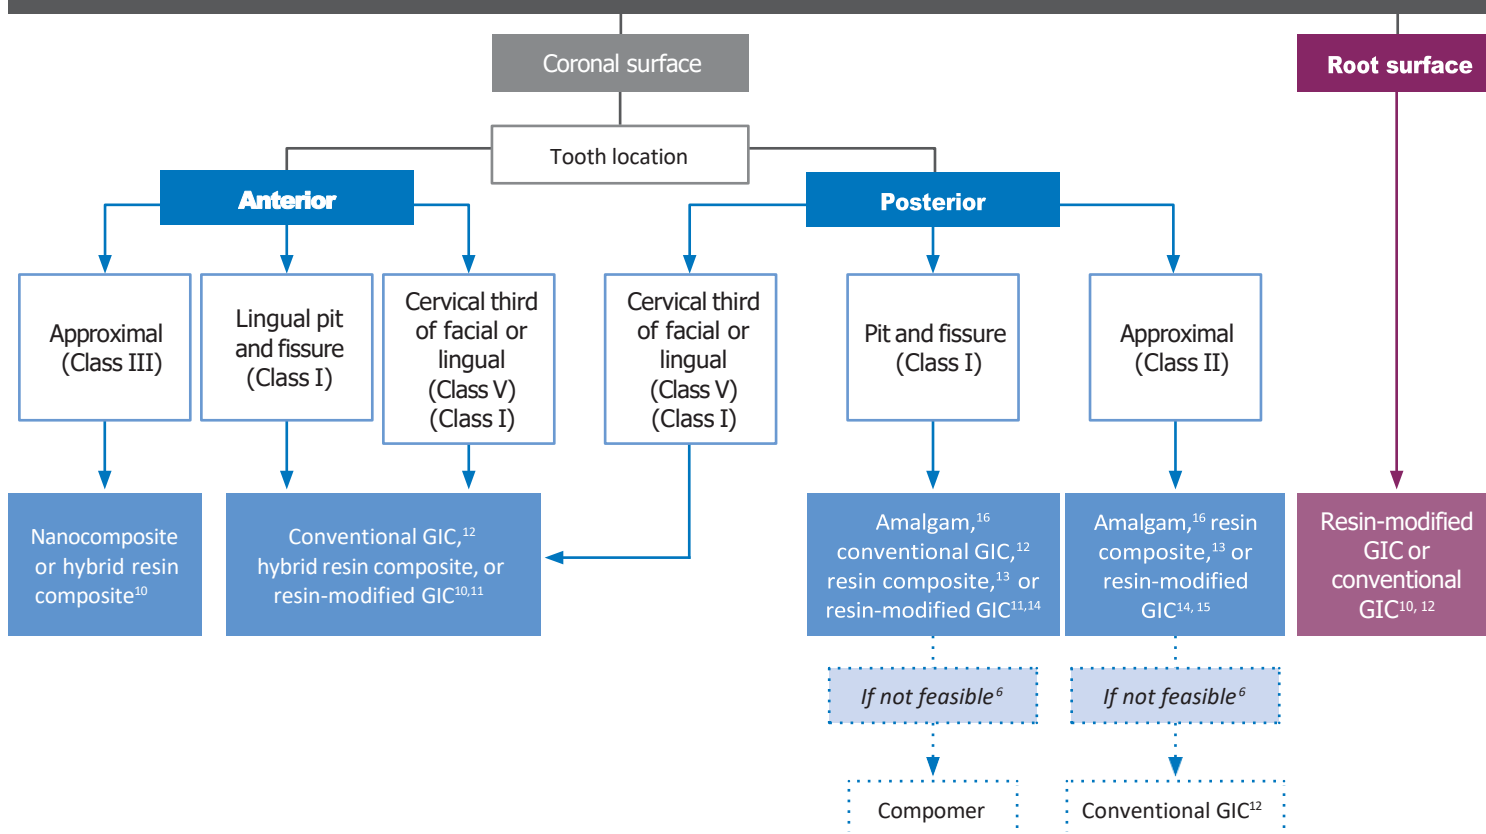 Coronal surface
Root surface
Tooth location
Anterior
Posterior
Approximal
(Class III)
Lingual pit
and fissure
(Class I)
Cervical third
of facial or
lingual
(Class V)
(Class I)
Cervical third
of facial or
lingual
(Class V)
(Class I)
Pit and fissure
(Class I)
Approximal
(Class II)
Nanocomposite
or hybrid resin
composite¹⁰
Conventional GIC,¹²
hybrid resin composite, or
resin-modified GIC¹⁰,¹¹
Amalgam,¹⁶
conventional GIC,¹²
resin composite,¹³ or
resin-modified GIC¹¹,¹⁴
Amalgam,¹⁶ resin
composite,¹³ or
resin-modified
GIC¹⁴, ¹⁵
Resin-modified
GIC or
conventional
GIC¹⁰, ¹²
If not feasible⁶
If not feasible⁶
Compomer
Conventional GIC¹²